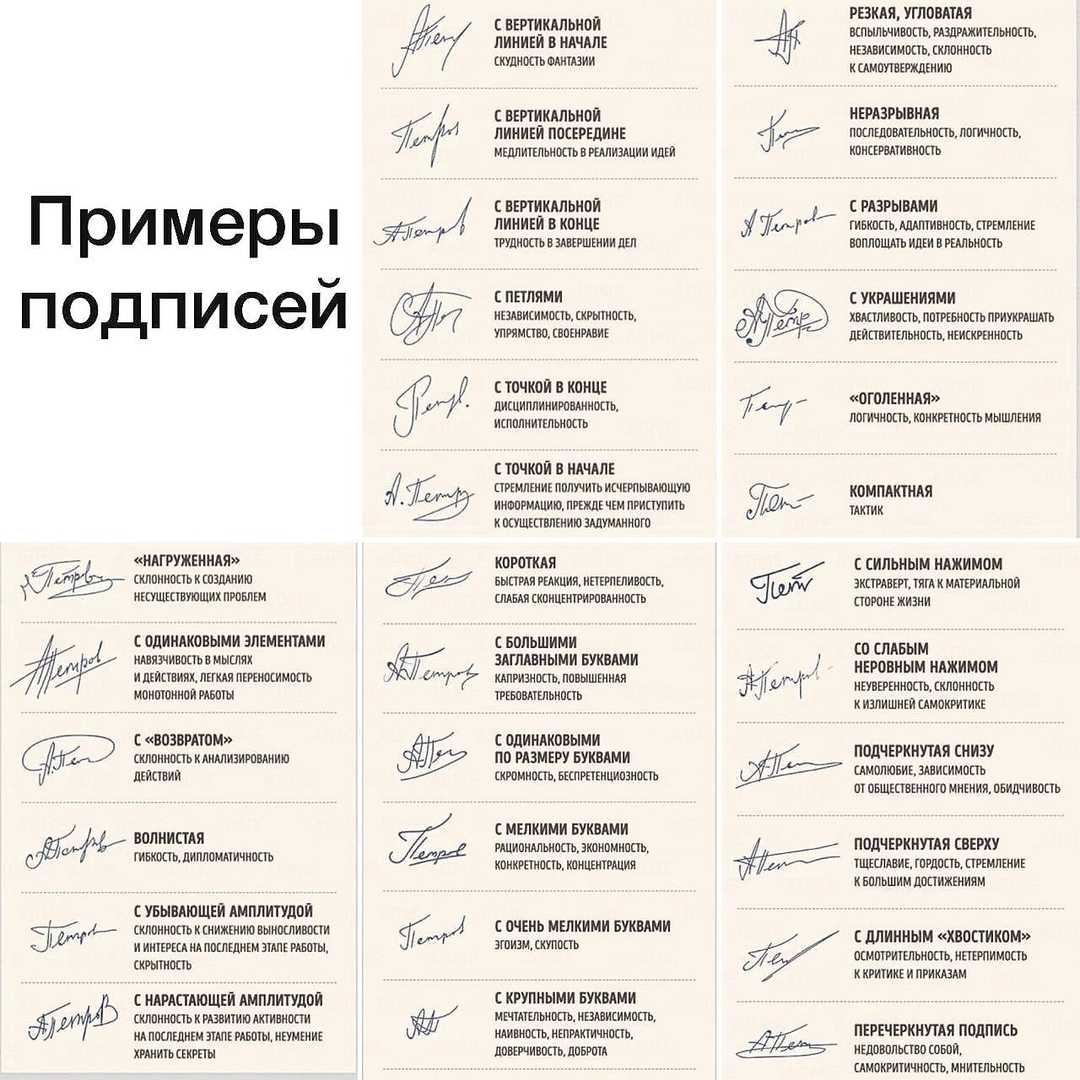 Примеры
подписей
С ВЕРТИКАЛЬНОЙ
ЛИНИЕЙ В НАЧАЛЕ
СКУДНОСТЬ ФАНТАЗИИ
С ВЕРТИКАЛЬНОЙ
ЛИНИЕЙ ПОСЕРЕДИНЕ
МЕДЛИТЕЛЬНОСТЬ В РЕАЛИЗАЦИИ ИДЕЙ
С ВЕРТИКАЛЬНОЙ
ЛИНИЕЙ В КОНЦЕ
ТРУДНОСТЬ В ЗАВЕРШЕНИИ ДЕЛ
С ПЕТЛЯМИ
НЕЗАВИСИМОСТЬ, СКРЫТНОСТЬ,
УПРЯМСТВО, СВОЕНРАВИЕ
С ТОЧКОЙ В КОНЦЕ
ДИСЦИПЛИНИРОВАННОСТЬ,
ИСПОЛНИТЕЛЬНОСТЬ
С ТОЧКОЙ В НАЧАЛЕ
СТРЕМЛЕНИЕ ПОЛУЧИТЬ ИСЧЕРПЫВАЮЩУЮ
ИНФОРМАЦИЮ, ПРЕЖДЕ ЧЕМ ПРИСТУПИТЬ
К ОСУЩЕСТВЛЕНИЮ ЗАДУМАННОГО
РЕЗКАЯ, УГЛОВАТАЯ
ВСПЫЛЬЧИВОСТЬ, РАЗДРАЖИТЕЛЬНОСТЬ,
НЕЗАВИСИМОСТЬ, СКЛОННОСТЬ
К САМОУТВЕРЖДЕНИЮ
НЕРАЗРЫВНАЯ
ПОСЛЕДОВАТЕЛЬНОСТЬ, ЛОГИЧНОСТЬ,
КОНСЕРВАТИВНОСТЬ
С РАЗРЫВАМИ
ГИБКОСТЬ, АДАПТИВНОСТЬ, СТРЕМЛЕНИЕ
ВОПЛОЩАТЬ ИДЕИ В РЕАЛЬНОСТЬ
С УКРАШЕНИЯМИ
ХВАСТЛИВОСТЬ, ПОТРЕБНОСТЬ ПРИУКРАШАТЬ
ДЕЙСТВИТЕЛЬНОСТЬ, НЕИСКРЕННОСТЬ
«ОГОЛЕННАЯ»
ЛОГИЧНОСТЬ, КОНКРЕТНОСТЬ МЫШЛЕНИЯ
КОМПАКТНАЯ
ТАКТИК
«НАГРУЖЕННАЯ»
СКЛОННОСТЬ К СОЗДАНИЮ
НЕСУЩЕСТВУЮЩИХ ПРОБЛЕМ
С ОДИНАКОВЫМИ ЭЛЕМЕНТАМИ
НАВЯЗЧИВОСТЬ В МЫСЛЯХ
И ДЕЙСТВИЯХ, ЛЕГКАЯ ПЕРЕНОСИМОСТЬ
МОНОТОННОЙ РАБОТЫ
С «ВОЗВРАТОМ»
СКЛОННОСТЬ К АНАЛИЗИРОВАНИЮ
ДЕЙСТВИЙ
ВОЛНИСТАЯ
ГИБКОСТЬ, ДИПЛОМАТИЧНОСТЬ
С УБЫВАЮЩЕЙ АМПЛИТУДОЙ
СКЛОННОСТЬ К СНИЖЕНИЮ ВЫНОСЛИВОСТИ
И ИНТЕРЕСА НА ПОСЛЕДНЕМ ЭТАПЕ РАБОТЫ,
СКРЫТНОСТЬ
С НАРАСТАЮЩЕЙ АМПЛИТУДОЙ
СКЛОННОСТЬ К РАЗВИТИЮ АКТИВНОСТИ
НА ПОСЛЕДНЕМ ЭТАПЕ РАБОТЫ, НЕУМЕНИЕ
ХРАНИТЬ СЕКРЕТЫ
КОРОТКАЯ
БЫСТРАЯ РЕАКЦИЯ, НЕТЕРПЕЛИВОСТЬ,
СЛАБАЯ СКОНЦЕНТРИРОВАННОСТЬ
С БОЛЬШИМИ
ЗАГЛАВНЫМИ БУКВАМИ
КАПРИЗНОСТЬ, ПОВЫШЕННАЯ
ТРЕБОВАТЕЛЬНОСТЬ
С ОДИНАКОВЫМИ
ПО РАЗМЕРУ БУКВАМИ
СКРОМНОСТЬ, БЕСПРЕТЕНЦИОЗНОСТЬ
С МЕЛКИМИ БУКВАМИ
РАЦИОНАЛЬНОСТЬ, ЭКОНОМНОСТЬ,
КОНКРЕТНОСТЬ, КОНЦЕНТРАЦИЯ
С ОЧЕНЬ МЕЛКИМИ БУКВАМИ
ЭГОИЗМ, СКУПОСТЬ
С КРУПНЫМИ БУКВАМИ
МЕЧТАТЕЛЬНОСТЬ, НЕЗАВИСИМОСТЬ,
НАИВНОСТЬ, НЕПРАКТИЧНОСТЬ,
ДОВЕРЧИВОСТЬ, ДОБРОТА
С СИЛЬНЫМ НАЖИМОМ
ЭКСТРАВЕРТ, ТЯГА К МАТЕРИАЛЬНОЙ
СТОРОНЕ ЖИЗНИ
СО СЛАБЫМ
НЕРОВНЫМ НАЖИМОМ
НЕУВЕРЕННОСТЬ, СКЛОННОСТЬ
К ИЗЛИШНЕЙ САМОКРИТИКЕ
ПОДЧЕРКНУТАЯ СНИЗУ
САМОЛЮБИЕ, ЗАВИСИМОСТЬ
ОТ ОБЩЕСТВЕННОГО МНЕНИЯ, ОБИДЧИВОСТЬ
ПОДЧЕРКНУТАЯ СВЕРХУ
ТЩЕСЛАВИЕ, ГОРДОСТЬ, СТРЕМЛЕНИЕ
К БОЛЬШИМ ДОСТИЖЕНИЯМ
С ДЛИННЫМ «ХВОСТИКОМ»
ОСМОТРИТЕЛЬНОСТЬ, НЕТЕРПИМОСТЬ
К КРИТИКЕ И ПРИКАЗАМ
ПЕРЕЧЕРКНУТАЯ ПОДПИСЬ
НЕДОВОЛЬСТВО СОБОЙ,
САМОКРИТИЧНОСТЬ, МНИТЕЛЬНОСТЬ